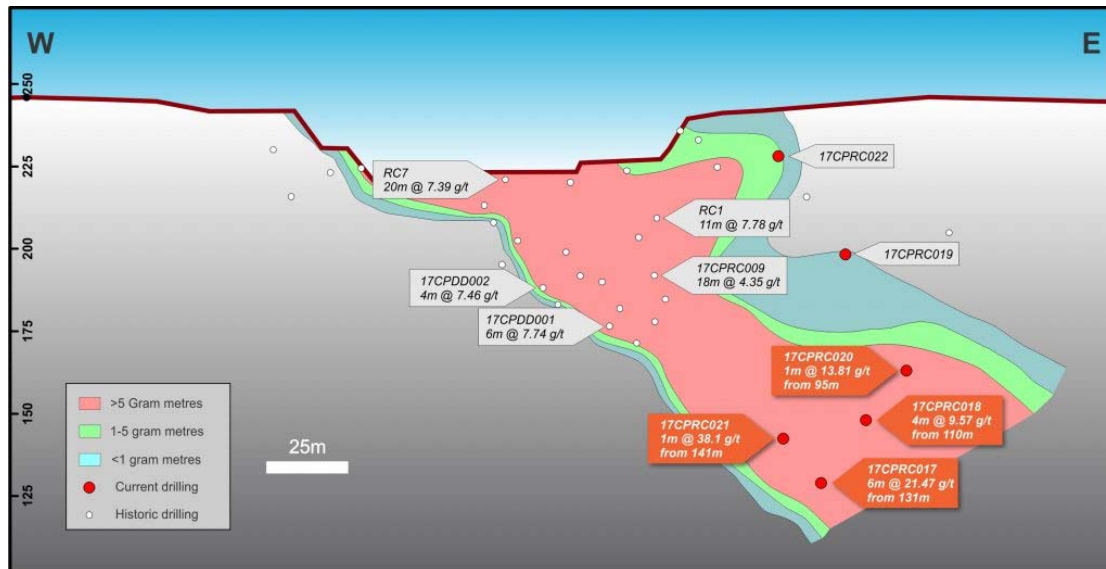 W
E
250
225
200
175
150
125
17CPRC022
RC7
20m @ 7.39 g/t
RC1
11m @ 7.78 g/t
17CPRC019
17CPRC009
18m @ 4.35 g/t
17CPDD002
4m @ 7.46 g/t
17CPDD001
6m @ 7.74 g/t
17CPRC020
1m @ 13.81 g/t
from 95m
17CPRC018
4m @ 9.57 g/t
from 110m
17CPRC021
1m @ 38.1 g/t
from 141m
17CPRC017
6m @ 21.47 g/t
from 131m
>5 Gram metres
1-5 gram metres
<1 gram metres
Current drilling
Historic drilling
25m